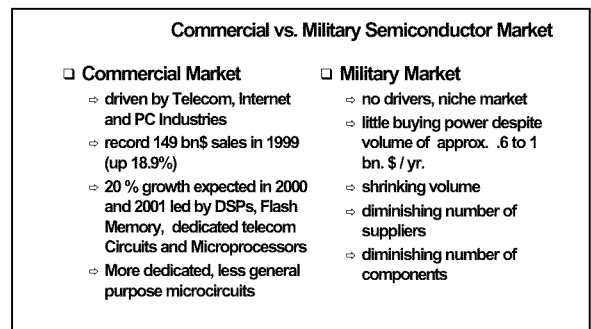 Commercial vs. Military Semiconductor Market
❑ Commercial Market
⇨ driven by Telecom, Internet
and PC Industries
⇨ record 149 bn$ sales in 1999
(up 18.9%)
⇨ 20 % growth expected in 2000
and 2001 led by DSPs, Flash
Memory, dedicated telecom
Circuits and Microprocessors
⇨ More dedicated, less general
purpose microcircuits
❑ Military Market
⇨ no drivers, niche market
⇨ little buying power despite
volume of approx. .6 to 1
bn. $ / yr.
⇨ shrinking volume
⇨ diminishing number of
suppliers
⇨ diminishing number of
components